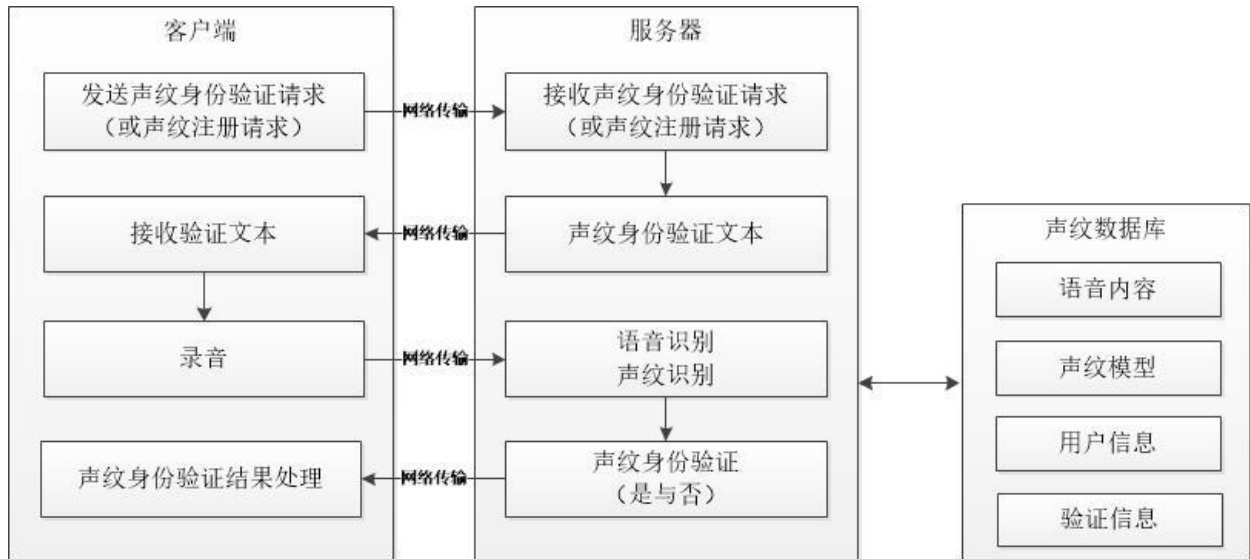 客户端
服务器
发送声纹身份验证请求
（或声纹注册请求）
网络传输
接收声纹身份验证请求
（或声纹注册请求）
接收验证文本
网络传输
声纹身份验证文本
录音
网络传输
语音识别
声纹识别
声纹身份验证结果处理
网络传输
声纹身份验证
（是与否）
声纹数据库
语音内容
声纹模型
用户信息
验证信息